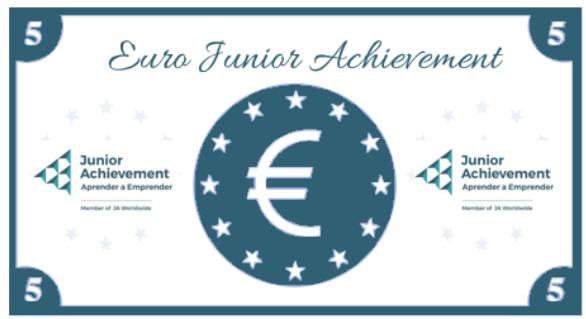 5 5
Euro Junior Achievement
Junior
Achievement
Aprender a Emprender
Member of JA Worldwide
€
Junior
Achievement
Aprender a Emprender
Member of JA Worldwide
5 5